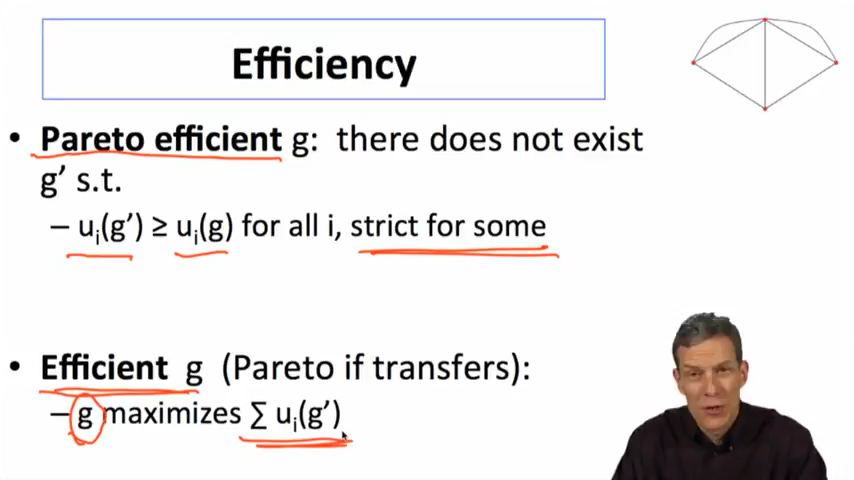 Efficiency
• Pareto efficient g: there does not exist
g’ s.t.
– uᵢ(g’) ≥ uᵢ(g) for all i, strict for some
• Efficient g (Pareto if transfers):
– g maximizes ∑ uᵢ(g’)